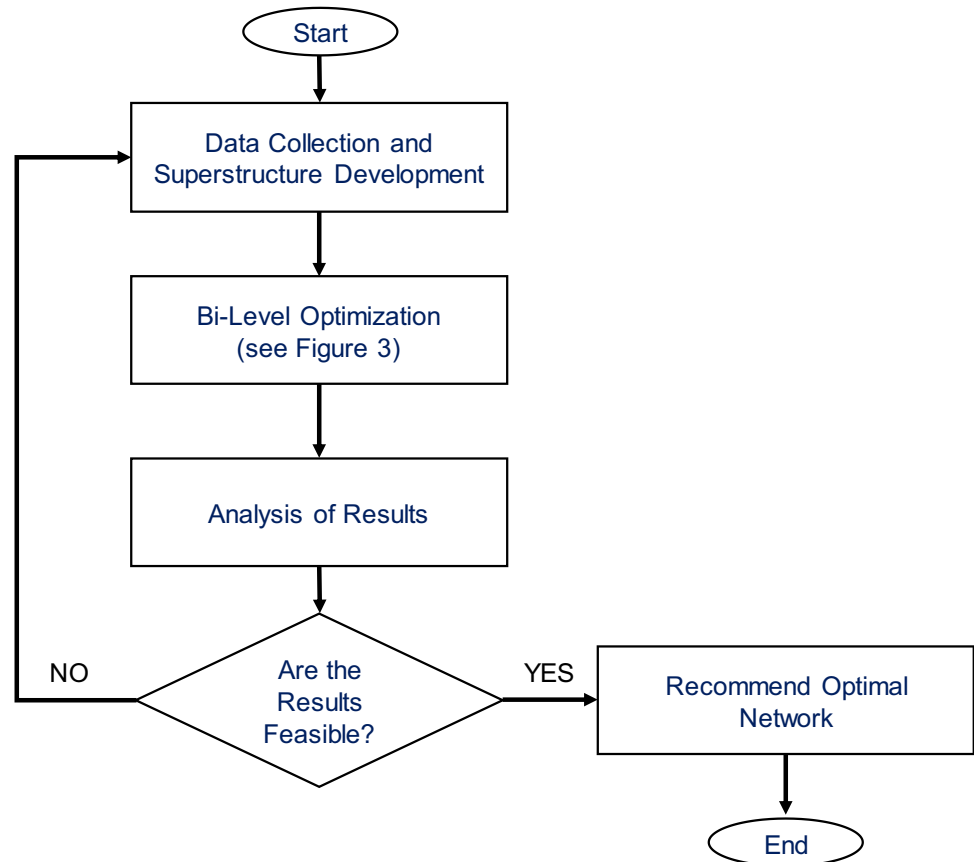 Start
Data Collection and
Superstructure Development
Bi-Level Optimization
(see Figure 3)
Analysis of Results
Are the
Results
Feasible?
NO
YES
Recommend Optimal
Network
End